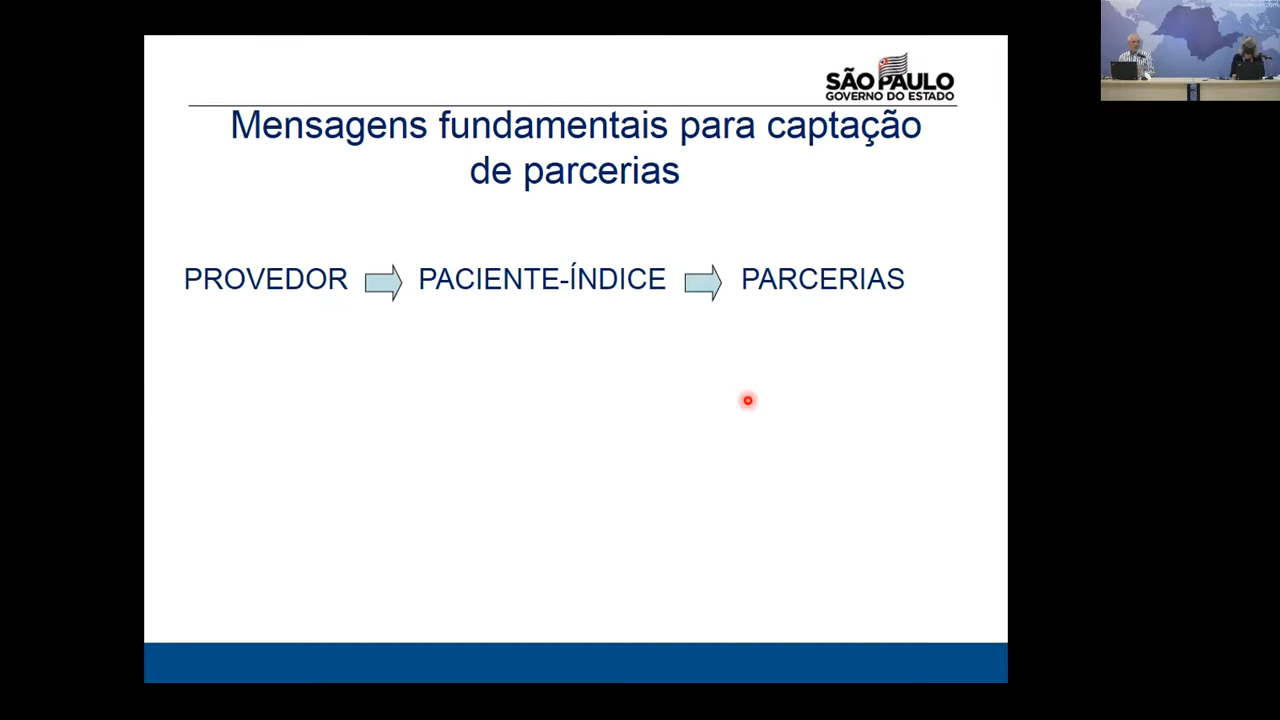 SÃO PAULO
GOVERNO DO ESTADO
Mensagens fundamentais para captação
de parcerias
PROVEDOR PACIENTE-ÍNDICE PARCERIAS